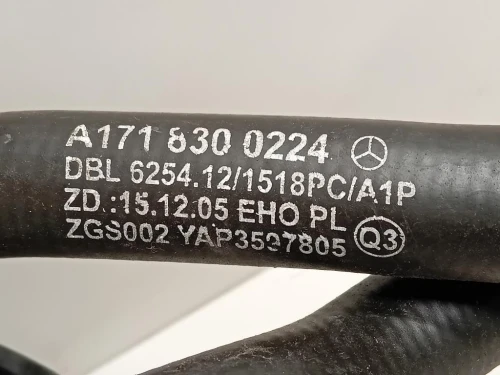 A171 830 0224
DBL 6254.12/1518PC/A1P
ZD.:15.12.05 EHO PL
ZGS002 YAP3597805 Q3